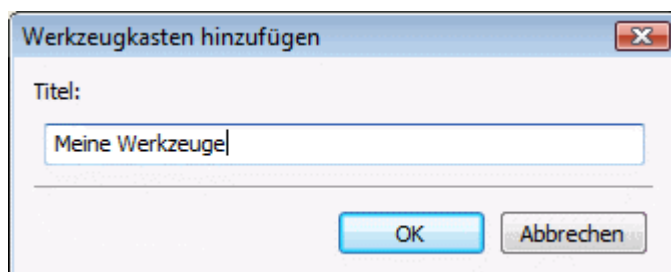 Werkzeugkasten hinzufügen
Titel:
Meine Werkzeuge
OK Abbrechen